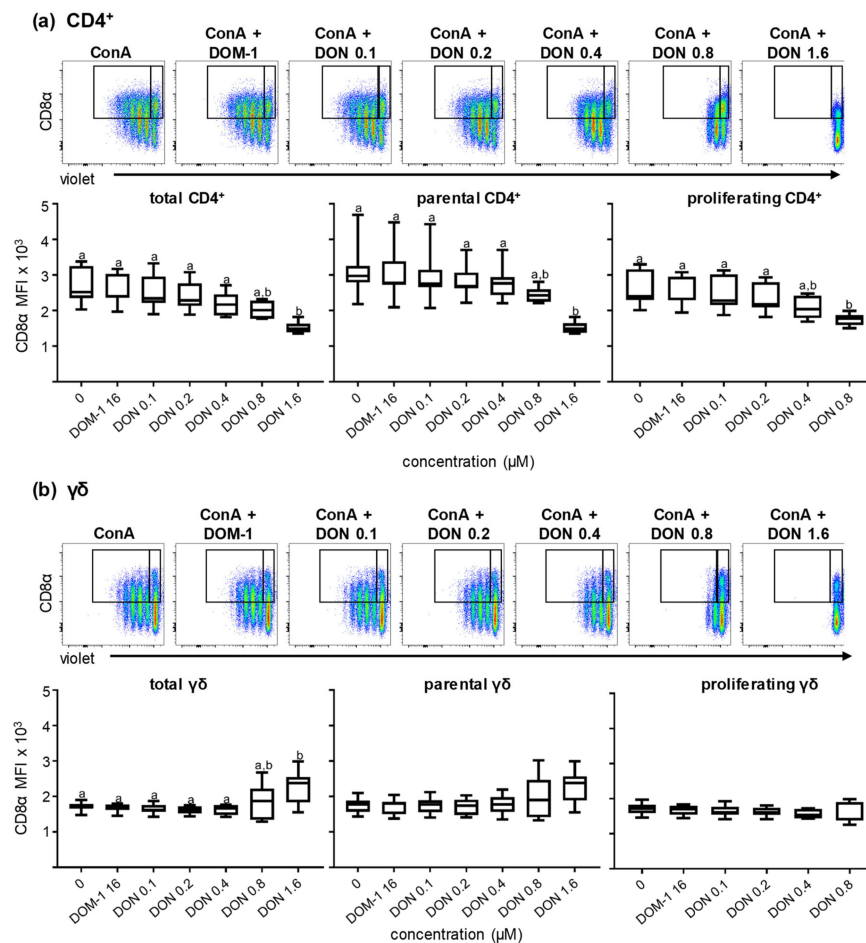 (a) CD4⁺
ConA
ConA + DOM-1
ConA + DON 0.1
ConA + DON 0.2
ConA + DON 0.4
ConA + DON 0.8
ConA + DON 1.6
CD8α
violet
total CD4⁺
parental CD4⁺
proliferating CD4⁺
CD8α MFI x 10³
5
4
3
2
1
a a a a a a,b b
a a a a a a,b b
a a a a a,b b
0 DOM-1 16 DON 0.1 DON 0.2 DON 0.4 DON 0.8 DON 1.6
0 DOM-1 16 DON 0.1 DON 0.2 DON 0.4 DON 0.8 DON 1.6
0 DOM-1 16 DON 0.1 DON 0.2 DON 0.4 DON 0.8
concentration (µM)
(b) γδ
ConA
ConA + DOM-1
ConA + DON 0.1
ConA + DON 0.2
ConA + DON 0.4
ConA + DON 0.8
ConA + DON 1.6
CD8α
violet
total γδ
parental γδ
proliferating γδ
CD8α MFI x 10³
5
4
3
2
1
a a a a a a,b b
0 DOM-1 16 DON 0.1 DON 0.2 DON 0.4 DON 0.8 DON 1.6
0 DOM-1 16 DON 0.1 DON 0.2 DON 0.4 DON 0.8 DON 1.6
0 DOM-1 16 DON 0.1 DON 0.2 DON 0.4 DON 0.8
concentration (µM)